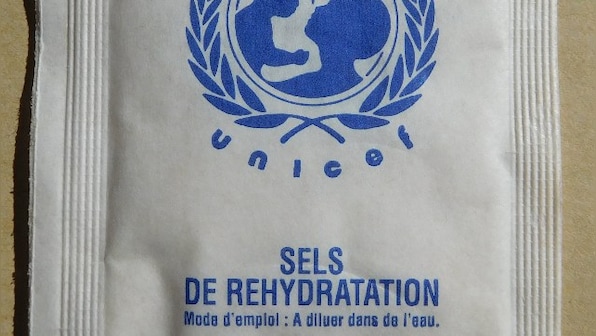 unicef
SELS
DE REHYDRATATION
Mode d'emploi : A diluer dans de l'eau.